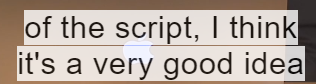 of the script, I think
it's a very good idea